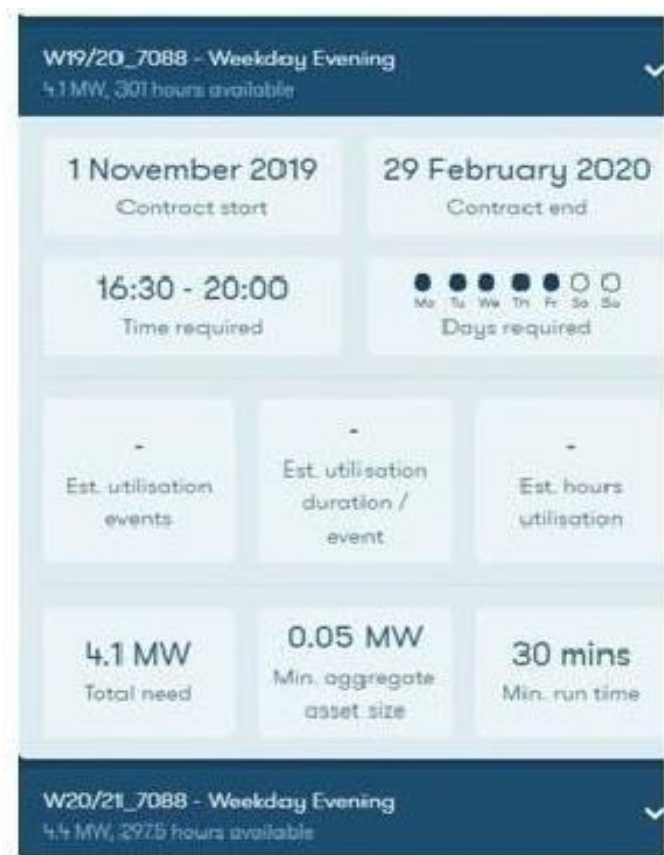 W19/20_7088 - Weekday Evening
4.1 MW, 301 hours available
1 November 2019
Contract start
29 February 2020
Contract end
16:30 - 20:00
Time required
Mo Tu We Th Fr Sa Su
Days required
-
Est. utilisation
events
-
Est. utilisation
duration /
event
-
Est. hours
utilisation
4.1 MW
Total need
0.05 MW
Min. aggregate
asset size
30 mins
Min. run time
W20/21_7088 - Weekday Evening
4.4 MW, 297.5 hours available